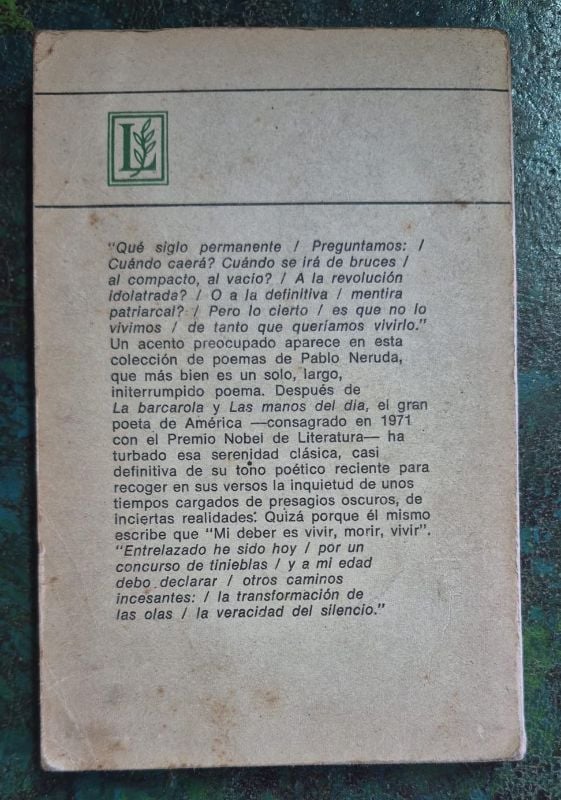 L
"Qué siglo permanente / Preguntamos: /
Cuándo caerá? Cuándo se irá de bruces /
al compacto, al vacío? / A la revolución
idolatrada? / O a la definitiva / mentira
patriarcal? / Pero lo cierto / es que no lo
vivimos / de tanto que queríamos vivirlo."
Un acento preocupado aparece en esta
colección de poemas de Pablo Neruda,
que más bien es un solo, largo,
initerrumpido poema. Después de
La barcarola y Las manos del día, el gran
poeta de América —consagrado en 1971
con el Premio Nobel de Literatura— ha
turbado esa serenidad clásica, casi
definitiva de su tono poético reciente para
recoger en sus versos la inquietud de unos
tiempos cargados de presagios oscuros, de
inciertas realidades. Quizá porque él mismo
escribe que "Mi deber es vivir, morir, vivir".
"Entrelazado he sido hoy / por un
concurso de tinieblas / y a mi edad
debo declarar / otros caminos
incesantes: / la transformación de
las olas / la veracidad del silencio."